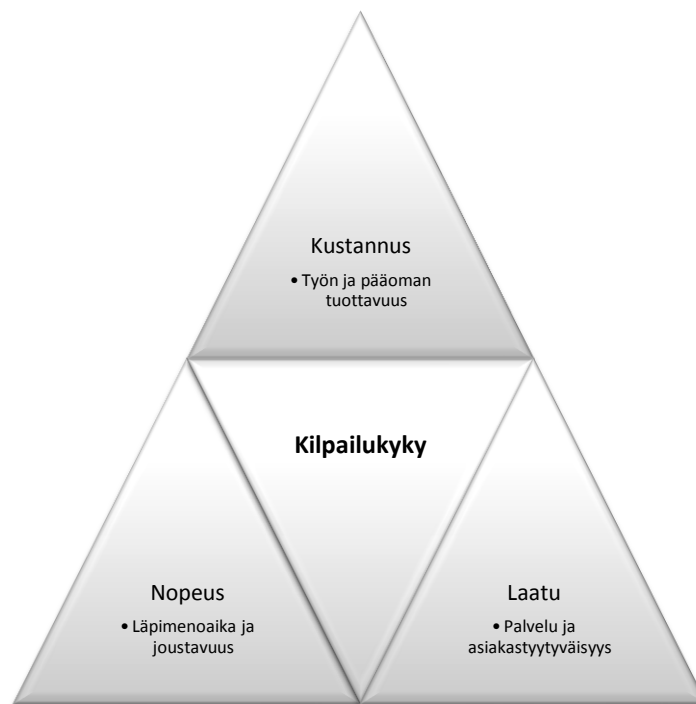 Kustannus
• Työn ja pääoman
tuottavuus
Kilpailukyky
Nopeus
• Läpimenoaika ja
joustavuus
Laatu
• Palvelu ja
asiakastyytyväisyys